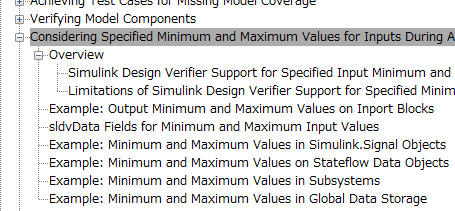 Achieving Test Cases for Missing Model Coverage
Verifying Model Components
Considering Specified Minimum and Maximum Values for Inputs During A
Overview
Simulink Design Verifier Support for Specified Input Minimum and
Limitations of Simulink Design Verifier Support for Specified Minim
Example: Output Minimum and Maximum Values on Inport Blocks
sldvData Fields for Minimum and Maximum Input Values
Example: Minimum and Maximum Values in Simulink.Signal Objects
Example: Minimum and Maximum Values on Stateflow Data Objects
Example: Minimum and Maximum Values in Subsystems
Example: Minimum and Maximum Values in Global Data Storage